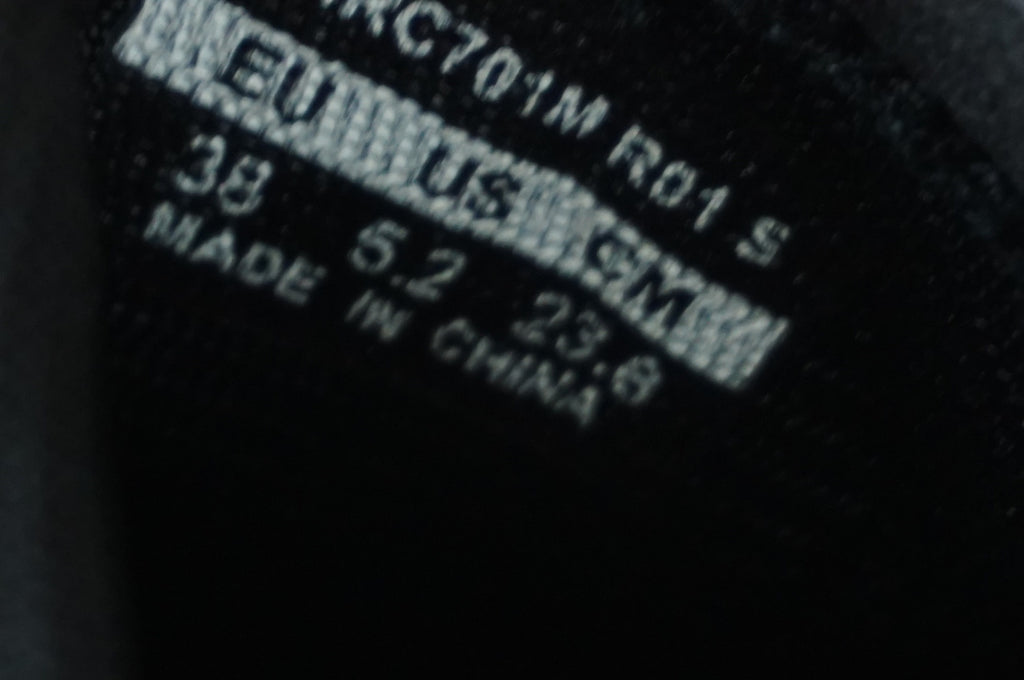 RC701M R01 S
EU US CM
38 5.2 23.8
MADE IN CHINA